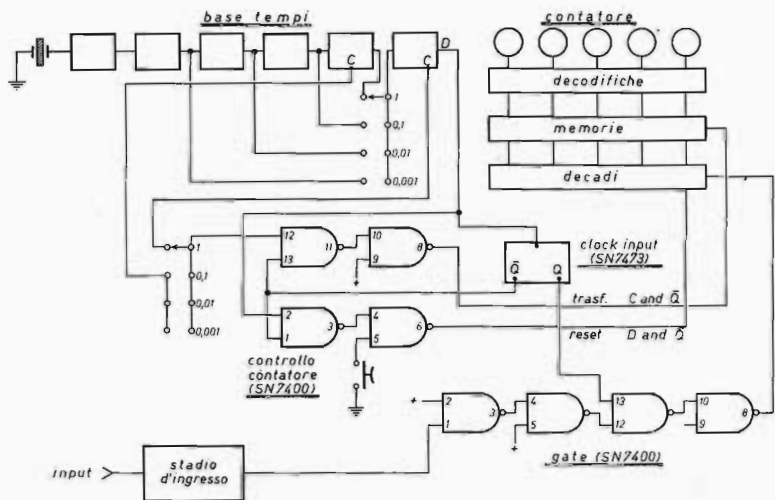 base tempi
contatore
D
C
C
1
0,1
0,01
0,001
decodifiche
memorie
decadi
1
0,1
0,01
0,001
12
13
11
10
9
8
+
2
1
3
4
5
6
Q̄
Q
clock input
(SN7473)
trasf. C and Q̄
reset D and Q̄
controllo
contatore
(SN7400)
+
2
1
3
4
5
+
13
12
10
9
8
gate (SN7400)
input
stadio
d'ingresso